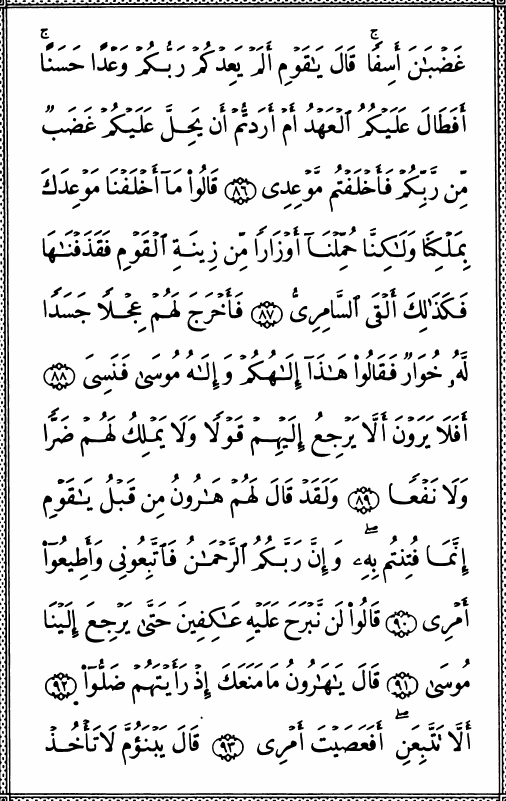 غَضْبَـٰنَ أَسِفًا ۚ قَالَ يَـٰقَوْمِ أَلَمْ يَعِدْكُمْ رَبُّكُمْ وَعْدًا حَسَنًا ۚ
أَفَطَالَ عَلَيْكُمُ ٱلْعَهْدُ أَمْ أَرَدتُّمْ أَن يَحِلَّ عَلَيْكُمْ غَضَبٌ
مِّن رَّبِّكُمْ فَأَخْلَفْتُم مَّوْعِدِى ﴿٨٦﴾ قَالُوا۟ مَآ أَخْلَفْنَا مَوْعِدَكَ
بِمَلْكِنَا وَلَـٰكِنَّا حُمِّلْنَآ أَوْزَارًا مِّن زِينَةِ ٱلْقَوْمِ فَقَذَفْنَـٰهَا
فَكَذَٰلِكَ أَلْقَى ٱلسَّامِرِىُّ ﴿٨٧﴾ فَأَخْرَجَ لَهُمْ عِجْلًا جَسَدًا
لَّهُۥ خُوَارٌ فَقَالُوا۟ هَـٰذَآ إِلَـٰهُكُمْ وَإِلَـٰهُ مُوسَىٰ فَنَسِىَ ﴿٨٨﴾
أَفَلَا يَرَوْنَ أَلَّا يَرْجِعُ إِلَيْهِمْ قَوْلًا وَلَا يَمْلِكُ لَهُمْ ضَرًّا
وَلَا نَفْعًا ﴿٨٩﴾ وَلَقَدْ قَالَ لَهُمْ هَـٰرُونُ مِن قَبْلُ يَـٰقَوْمِ
إِنَّمَا فُتِنتُم بِهِۦ ۖ وَإِنَّ رَبَّكُمُ ٱلرَّحْمَـٰنُ فَٱتَّبِعُونِى وَأَطِيعُوٓا۟
أَمْرِى ﴿٩٠﴾ قَالُوا۟ لَن نَّبْرَحَ عَلَيْهِ عَـٰكِفِينَ حَتَّىٰ يَرْجِعَ إِلَيْنَا
مُوسَىٰ ﴿٩١﴾ قَالَ يَـٰهَـٰرُونُ مَا مَنَعَكَ إِذْ رَأَيْتَهُمْ ضَلُّوٓا۟ ﴿٩٢﴾
أَلَّا تَتَّبِعَنِ ۖ أَفَعَصَيْتَ أَمْرِى ﴿٩٣﴾ قَالَ يَبْنَؤُمَّ لَا تَأْخُذْ